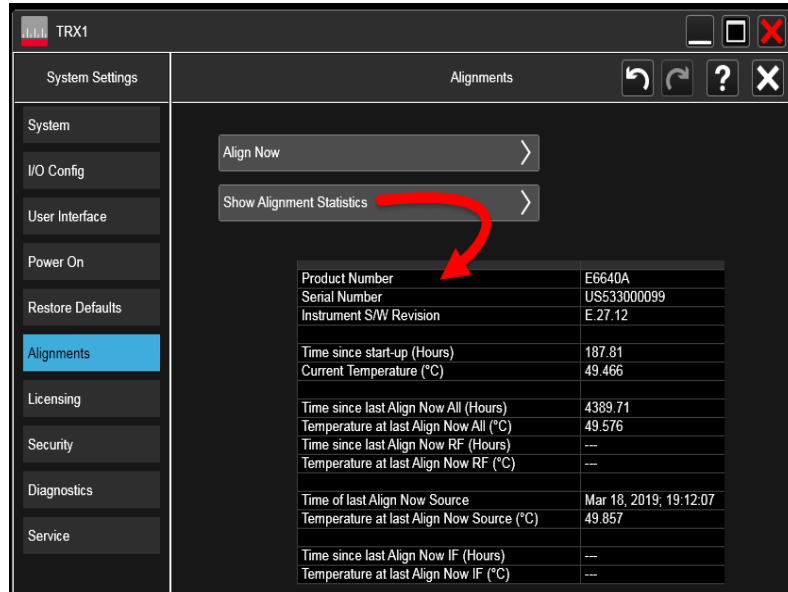 TRX1
System Settings
Alignments
System
I/O Config
User Interface
Power On
Restore Defaults
Alignments
Licensing
Security
Diagnostics
Service
Align Now
Show Alignment Statistics
Product Number E6640A
Serial Number US533000099
Instrument S/W Revision E.27.12
Time since start-up (Hours) 187.81
Current Temperature (°C) 49.466
Time since last Align Now All (Hours) 4389.71
Temperature at last Align Now All (°C) 49.576
Time since last Align Now RF (Hours) ---
Temperature at last Align Now RF (°C) ---
Time of last Align Now Source Mar 18, 2019; 19:12:07
Temperature at last Align Now Source (°C) 49.857
Time since last Align Now IF (Hours) ---
Temperature at last Align Now IF (°C) ---